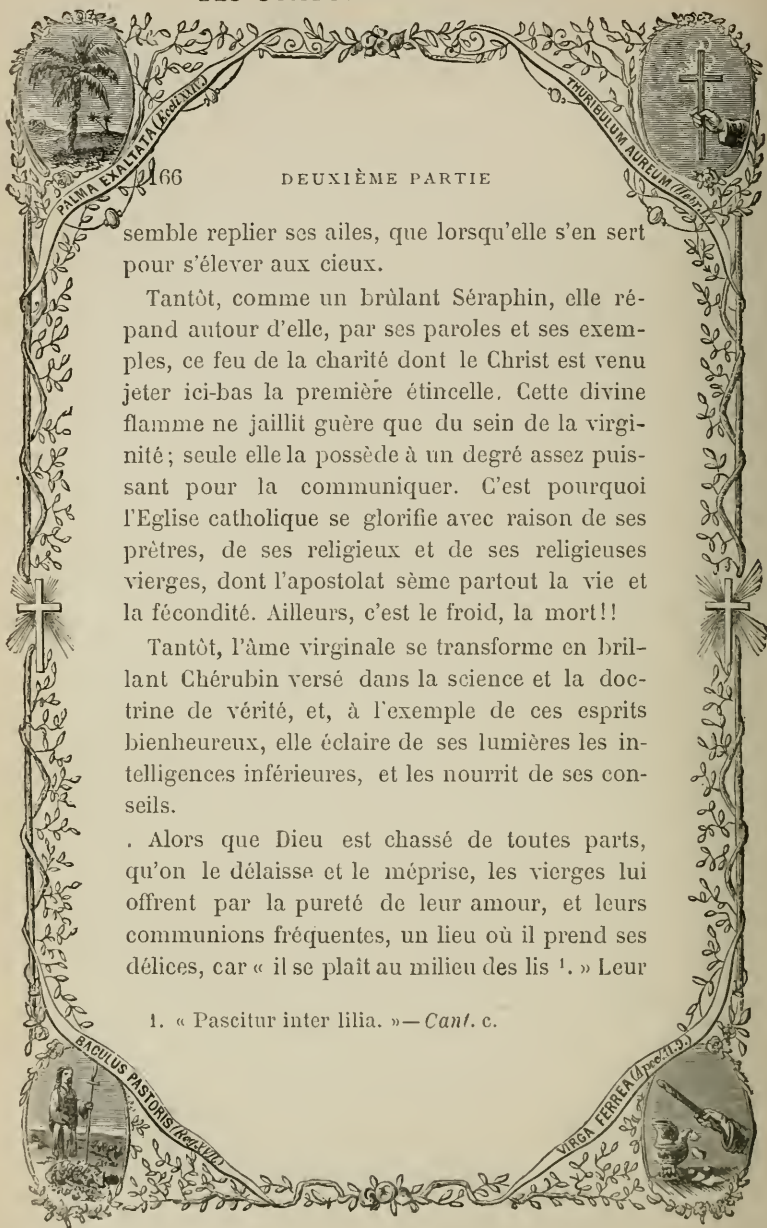 PALMA EXALTATA (Eccli. XXIV.)
THURIBULUM AUREUM
166 DEUXIÈME PARTIE
semble replier ses ailes, que lorsqu'elle s'en sert
pour s'élever aux cieux.
Tantôt, comme un brûlant Séraphin, elle ré-
pand autour d'elle, par ses paroles et ses exem-
ples, ce feu de la charité dont le Christ est venu
jeter ici-bas la première étincelle. Cette divine
flamme ne jaillit guère que du sein de la virgi-
nité; seule elle la possède à un degré assez puis-
sant pour la communiquer. C'est pourquoi
l'Eglise catholique se glorifie avec raison de ses
prêtres, de ses religieux et de ses religieuses
vierges, dont l'apostolat sème partout la vie et
la fécondité. Ailleurs, c'est le froid, la mort!!
Tantôt, l'âme virginale se transforme en bril-
lant Chérubin versé dans la science et la doc-
trine de vérité, et, à l'exemple de ces esprits
bienheureux, elle éclaire de ses lumières les in-
telligences inférieures, et les nourrit de ses con-
seils.
. Alors que Dieu est chassé de toutes parts,
qu'on le délaisse et le méprise, les vierges lui
offrent par la pureté de leur amour, et leurs
communions fréquentes, un lieu où il prend ses
délices, car « il se plaît au milieu des lis ¹. » Leur
1. « Pascitur inter lilia. » — Cant. c.
BACULUS PASTORIS
VIRGA FERREA (Apoc. II. 9.)